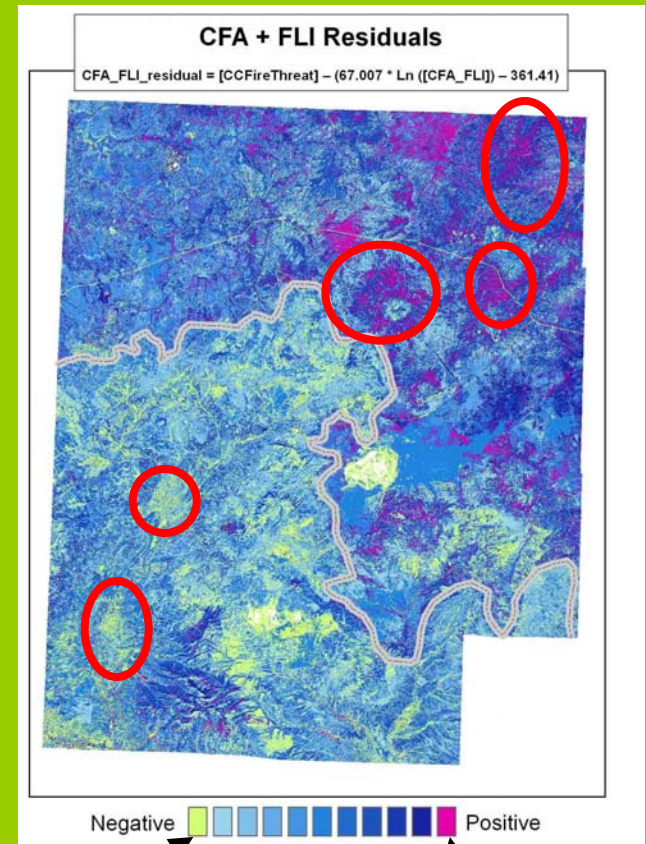 CFA + FLI Residuals
CFA_FLI_residual = [CCFireThreat] – (67.007 * Ln ([CFA_FLI]) – 361.41)
Negative Positive